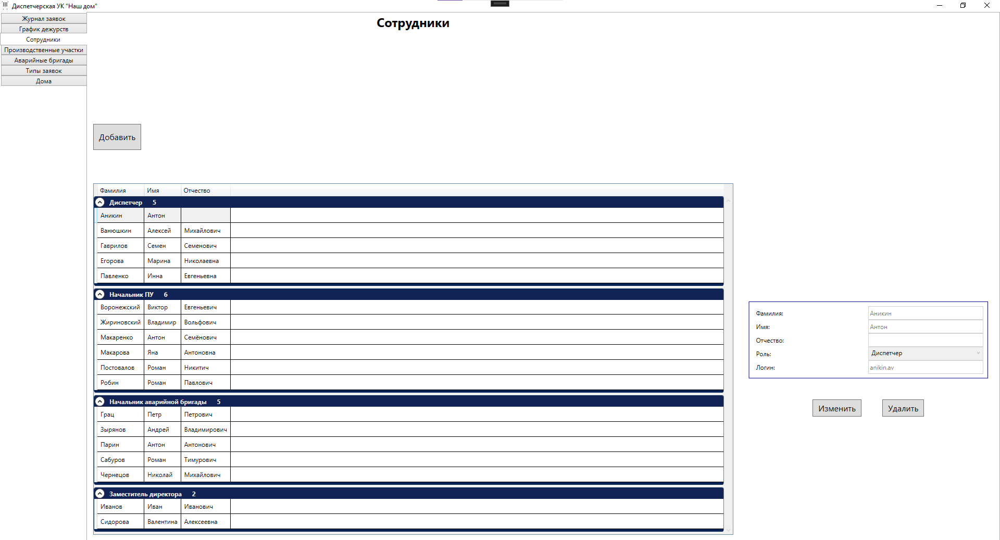 Диспетчерская УК "Наш дом"
Журнал заявок
График дежурств
Сотрудники
Производственные участки
Аварийные бригады
Типы заявок
Дома
Сотрудники
Добавить
Фамилия Имя Отчество
Диспетчер 5
Аникин Антон
Ванюшкин Алексей Михайлович
Гаврилов Семен Семенович
Егорова Марина Николаевна
Павленко Инна Евгеньевна
Начальник ПУ 6
Воронежский Виктор Евгеньевич
Жириновский Владимир Вольфович
Макаренко Антон Семёнович
Макарова Яна Антоновна
Постовалов Роман Никитич
Робин Роман Павлович
Начальник аварийной бригады 5
Грац Петр Петрович
Зырянов Андрей Владимирович
Парин Антон Антонович
Сабуров Роман Тимурович
Чернецов Николай Михайлович
Заместитель директора 2
Иванов Иван Иванович
Сидорова Валентина Алексеевна
Фамилия: Аникин
Имя: Антон
Отчество:
Роль: Диспетчер
Логин: anikin.av
Изменить Удалить